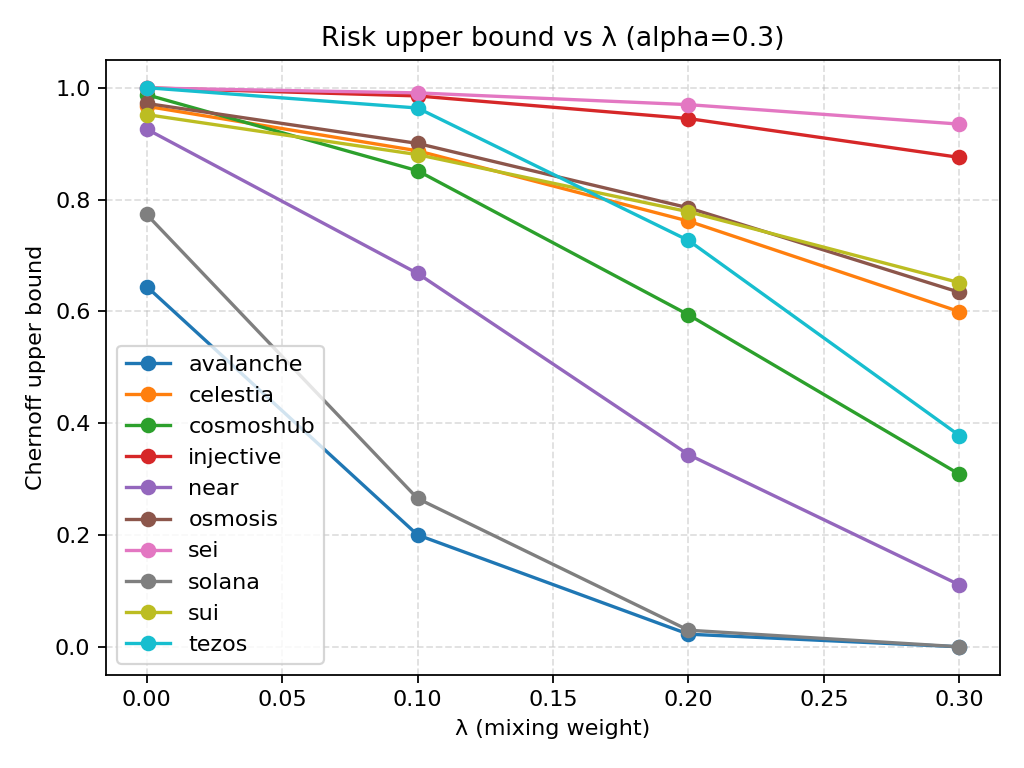 Risk upper bound vs λ (alpha=0.3)
Chernoff upper bound
1.0
0.8
0.6
0.4
0.2
0.0
avalanche
celestia
cosmoshub
injective
near
osmosis
sei
solana
sui
tezos
0.00 0.05 0.10 0.15 0.20 0.25 0.30
λ (mixing weight)